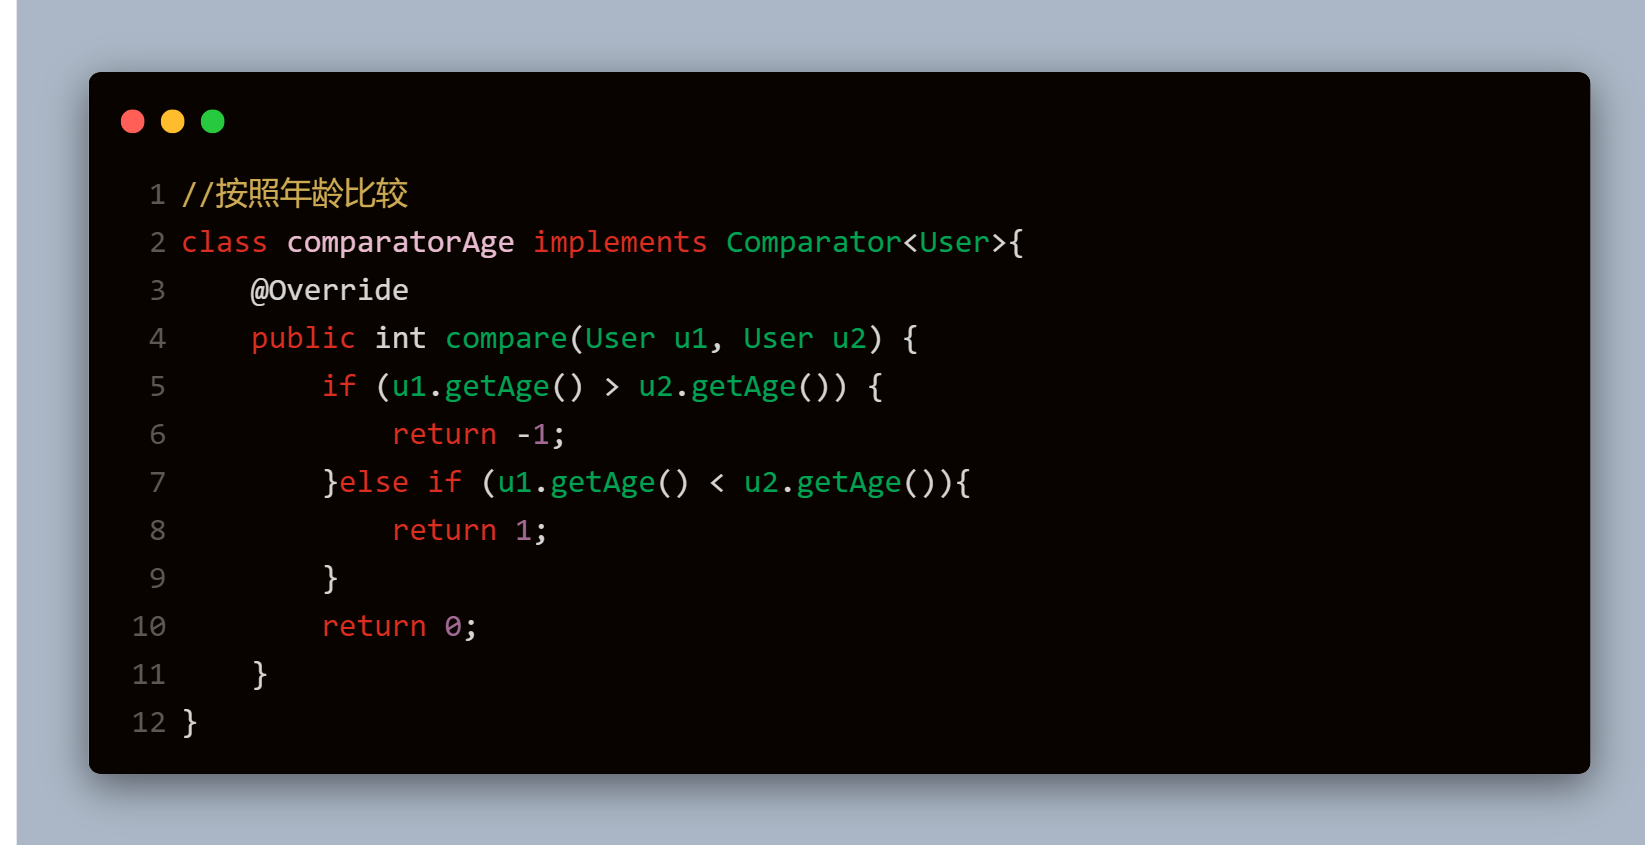 1 //按照年龄比较
2 class comparatorAge implements Comparator<User>{
3     @Override
4     public int compare(User u1, User u2) {
5         if (u1.getAge() > u2.getAge()) {
6             return -1;
7         }else if (u1.getAge() < u2.getAge()){
8             return 1;
9         }
10         return 0;
11     }
12 }